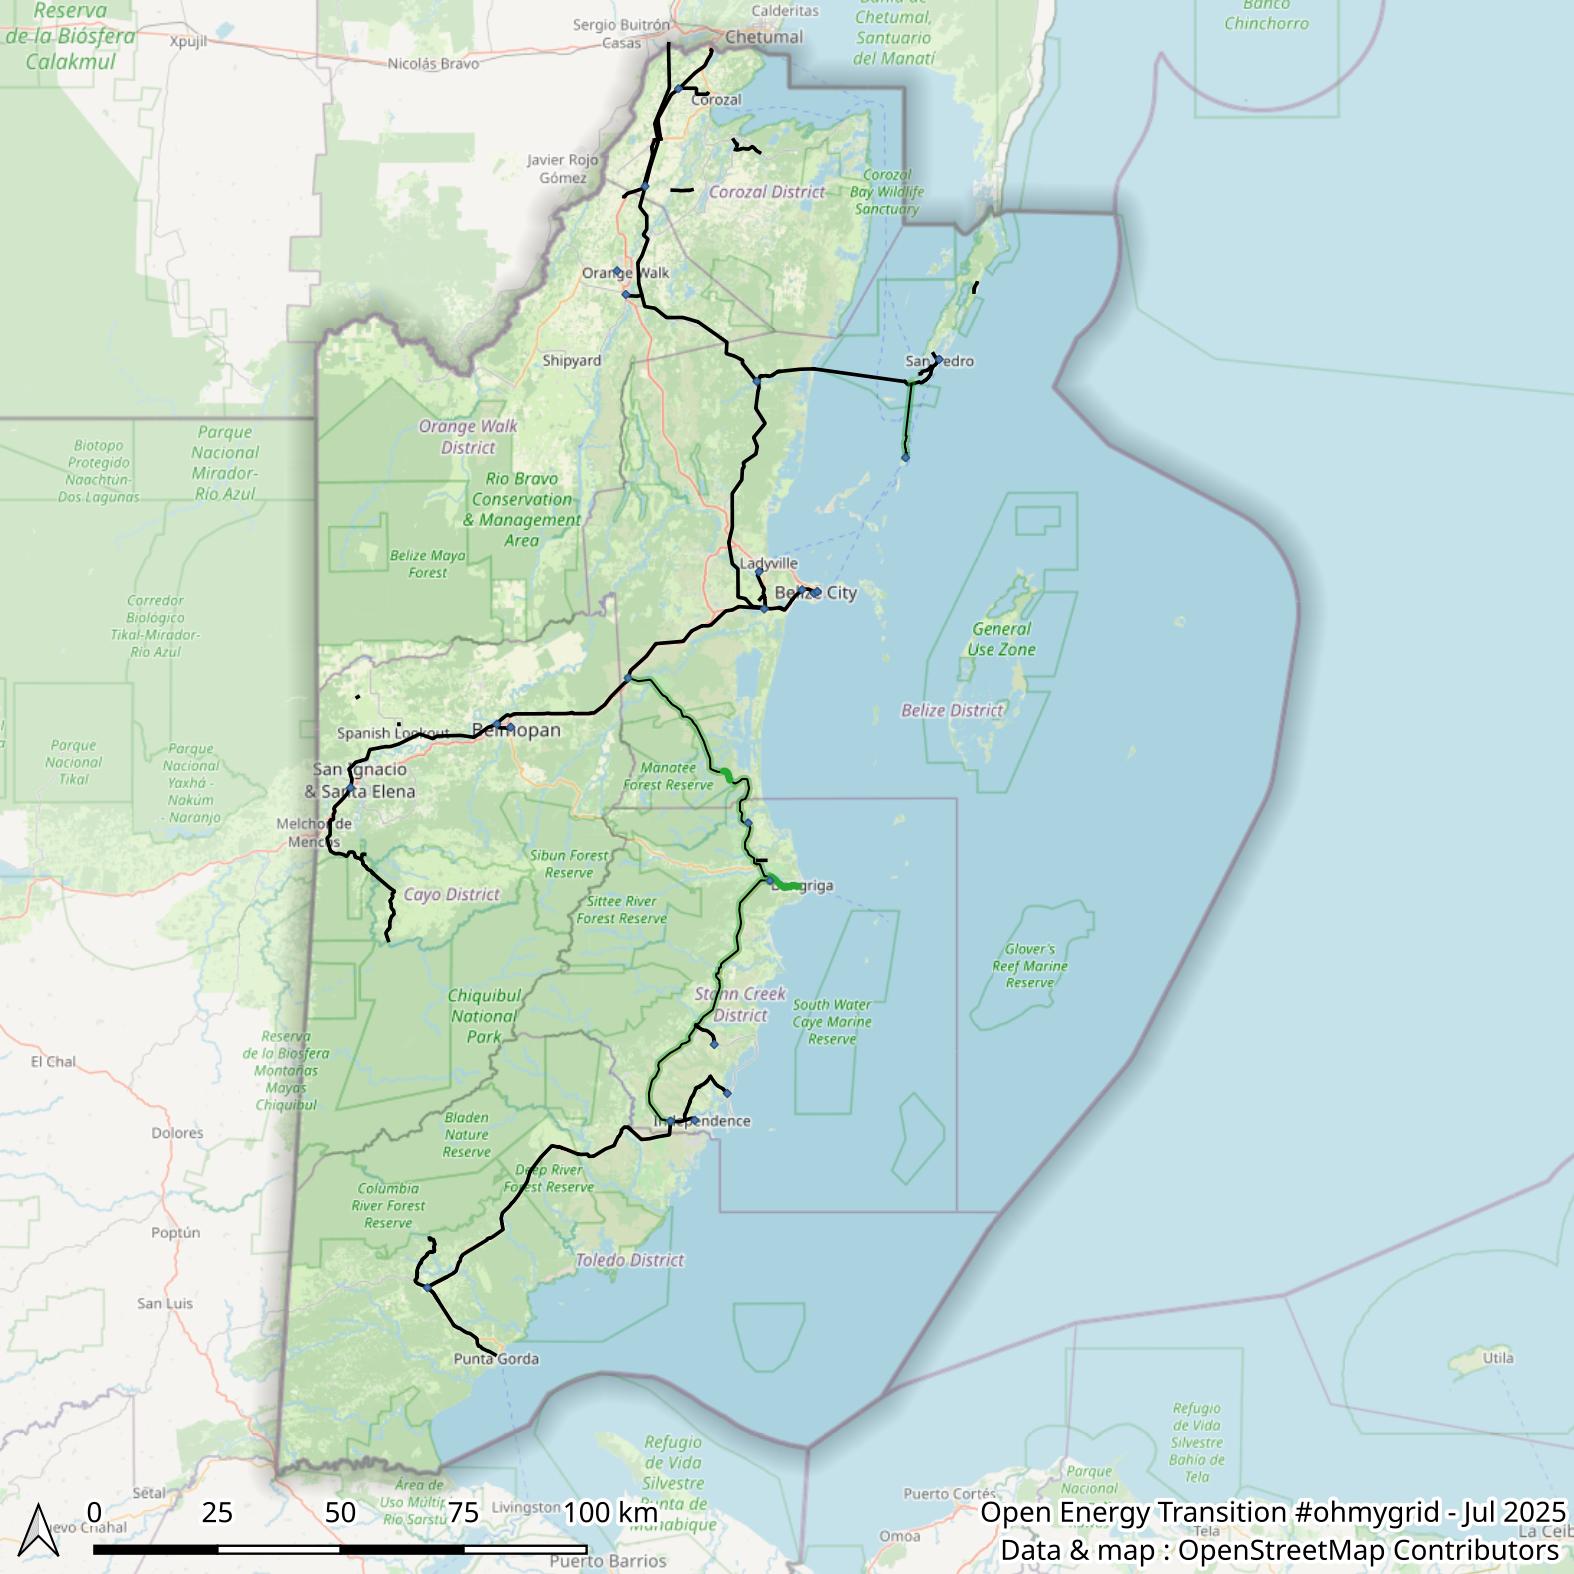 Reserva
de la Biósfera
Calakmul
Xpujil
Nicolás Bravo
Sergio Buitrón
Casas
Calderitas
Chetumal
Chetumal,
Santuario
del Manatí
Banco
Chinchorro
Corozal
Javier Rojo
Gómez
Corozal District
Corozal
Bay Wildlife
Sanctuary
Orange Walk
Shipyard
San Pedro
Orange Walk
District
Biotopo
Protegido
Naachtún-
Dos Lagunas
Parque
Nacional
Mirador-
Río Azul
Rio Bravo
Conservation
& Management
Area
Belize Maya
Forest
Ladyville
Belize City
Corredor
Biológico
Tikal-Mirador-
Río Azul
General
Use Zone
Belize District
Spanish Lookout
Belmopan
Parque
Nacional
Tikal
Parque
Nacional
Yaxhá -
Nakúm
- Naranjo
San Ignacio
& Santa Elena
Melchor de
Mencos
Manatee
Forest Reserve
Sibun Forest
Reserve
Cayo District
Sittee River
Forest Reserve
Dangriga
Glover's
Reef Marine
Reserve
Chiquibul
National
Park
Stann Creek
District
South Water
Caye Marine
Reserve
El Chal
Reserva
de la Biosfera
Montañas
Mayas
Chiquibul
Dolores
Bladen
Nature
Reserve
Independence
Deep River
Forest Reserve
Columbia
River Forest
Reserve
Poptún
Toledo District
San Luis
Punta Gorda
Utila
Refugio
de Vida
Silvestre
Bahía de
Tela
Refugio
de Vida
Silvestre
Punta de
Manabique
Parque
Nacional
Área de
Uso Múltiple
Río Sarstún
Setal
Livingston
Puerto Cortés
Omoa
Tela
La Ceib
Puerto Barrios
0 25 50 75 100 km
Open Energy Transition #ohmygrid - Jul 2025
Data & map : OpenStreetMap Contributors